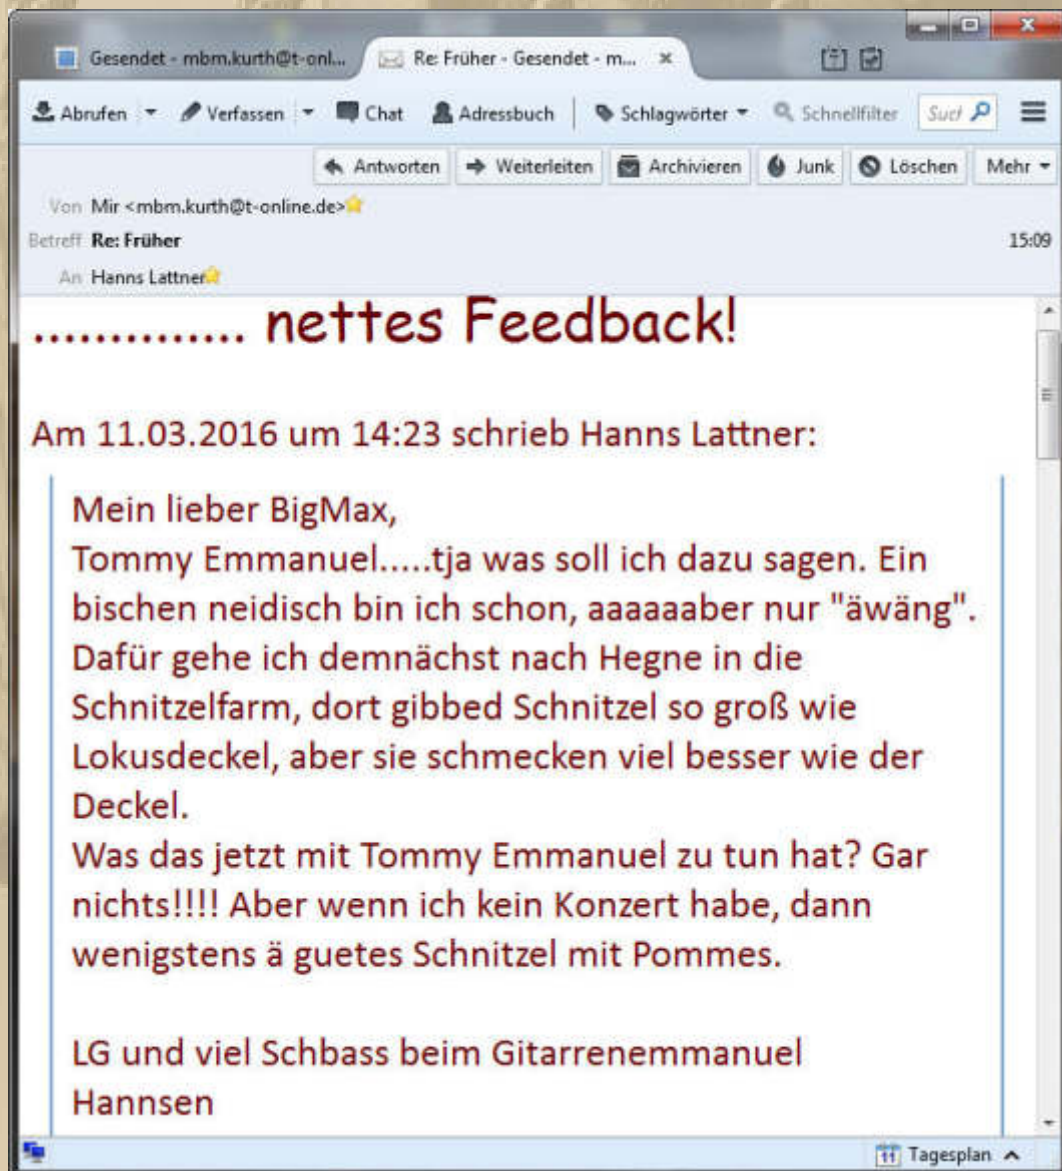 Gesendet - mbm.kurth@t-onl... Re: Früher - Gesendet - m...
Abrufen Verfassen Chat Adressbuch Schlagwörter Schnellfilter
Antworten Weiterleiten Archivieren Junk Löschen Mehr
Von Mir <mbm.kurth@t-online.de>
Betreff Re: Früher 15:09
An Hanns Lattner
.............. nettes Feedback!
Am 11.03.2016 um 14:23 schrieb Hanns Lattner:
Mein lieber BigMax,
Tommy Emmanuel.....tja was soll ich dazu sagen. Ein
bischen neidisch bin ich schon, aaaaaaber nur "äwäng".
Dafür gehe ich demnächst nach Hegne in die
Schnitzelfarm, dort gibbed Schnitzel so groß wie
Lokusdeckel, aber sie schmecken viel besser wie der
Deckel.
Was das jetzt mit Tommy Emmanuel zu tun hat? Gar
nichts!!!! Aber wenn ich kein Konzert habe, dann
wenigstens ä guetes Schnitzel mit Pommes.
LG und viel Schbass beim Gitarrenemmanuel
Hannsen
11 Tagesplan